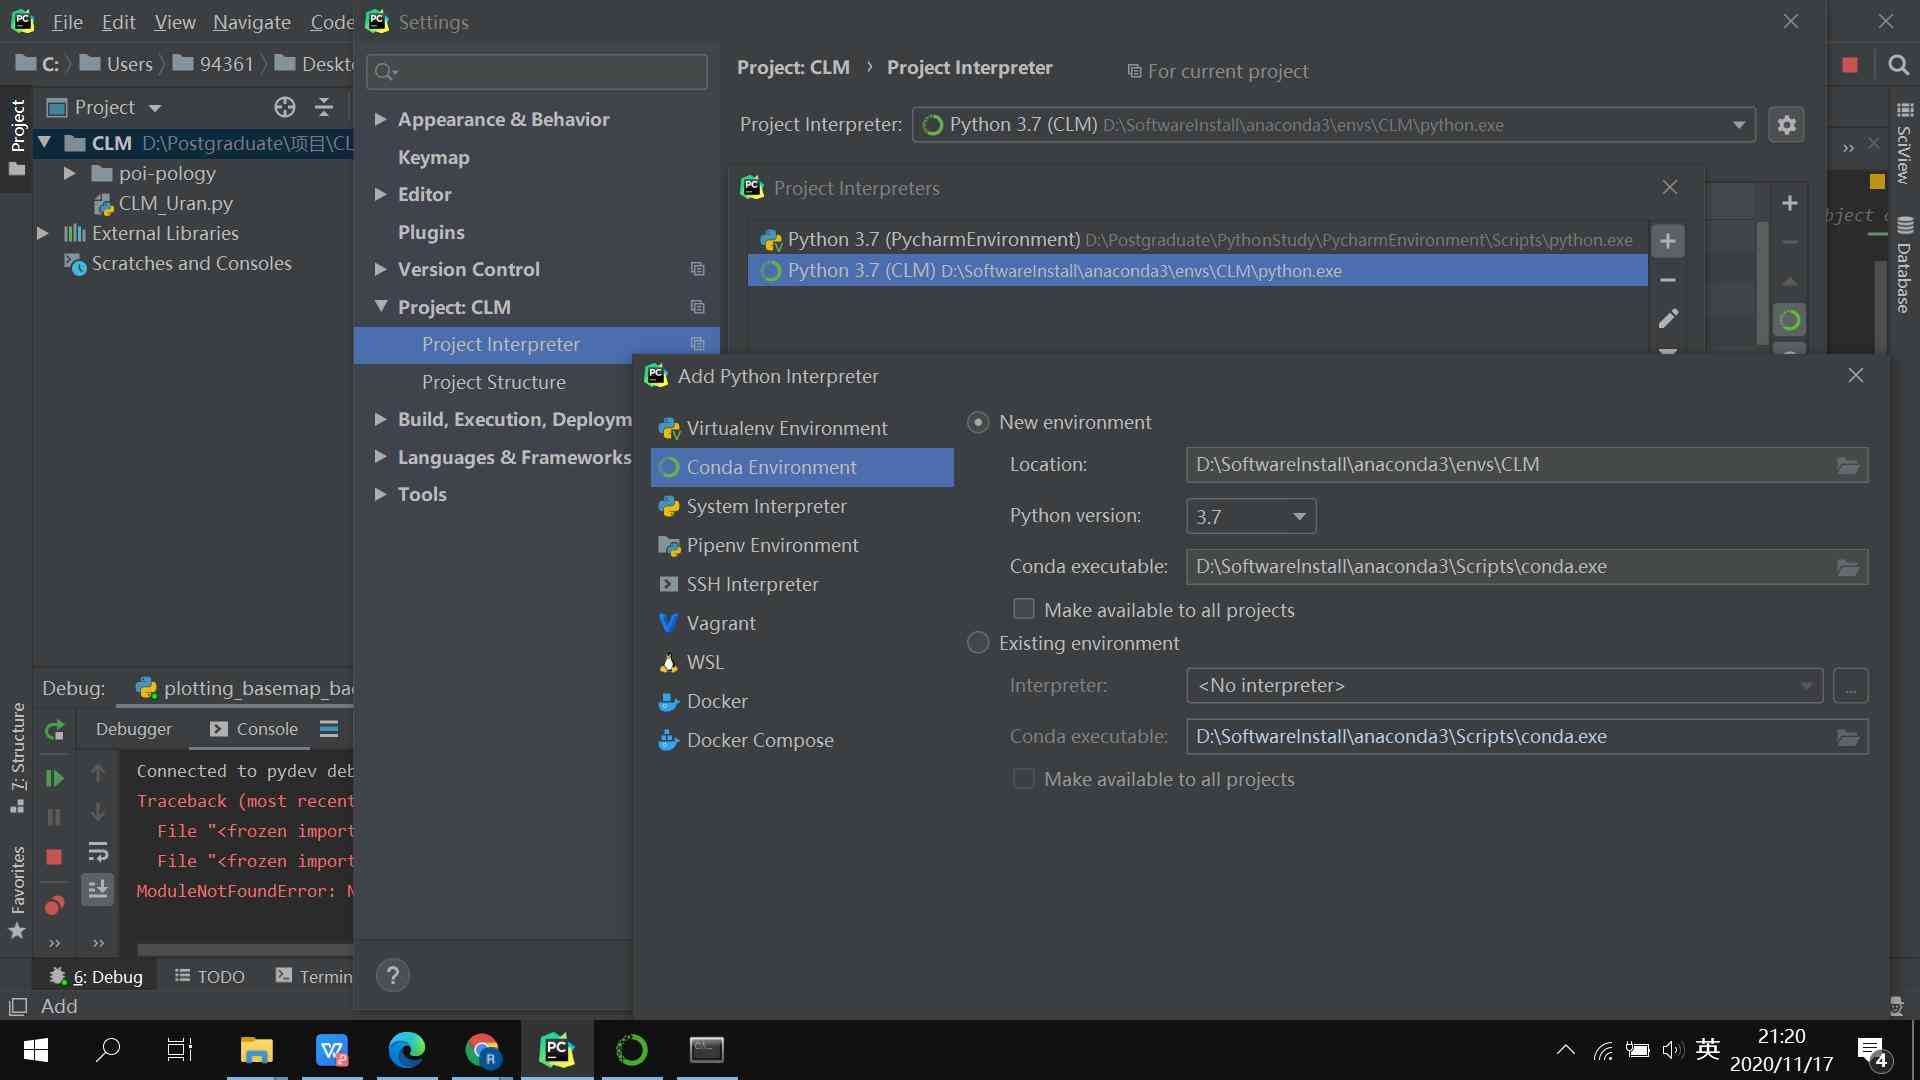 File Edit View Navigate Code
C: Users 94361 Deskt
Project
CLM D:\Postgraduate\项目\CL
poi-pology
CLM_Uran.py
External Libraries
Scratches and Consoles
Project
7: Structure
Favorites
Settings
Appearance & Behavior
Keymap
Editor
Plugins
Version Control
Project: CLM
Project Interpreter
Project Structure
Build, Execution, Deploym
Languages & Frameworks
Tools
?
Project: CLM › Project Interpreter
For current project
Project Interpreter: Python 3.7 (CLM) D:\SoftwareInstall\anaconda3\envs\CLM\python.exe
Project Interpreters
Python 3.7 (PycharmEnvironment) D:\Postgraduate\PythonStudy\PycharmEnvironment\Scripts\python.exe
Python 3.7 (CLM) D:\SoftwareInstall\anaconda3\envs\CLM\python.exe
Add Python Interpreter
Virtualenv Environment
Conda Environment
System Interpreter
Pipenv Environment
SSH Interpreter
Vagrant
WSL
Docker
Docker Compose
New environment
Location: D:\SoftwareInstall\anaconda3\envs\CLM
Python version: 3.7
Conda executable: D:\SoftwareInstall\anaconda3\Scripts\conda.exe
Make available to all projects
Existing environment
Interpreter: <No interpreter> ...
Conda executable: D:\SoftwareInstall\anaconda3\Scripts\conda.exe
Make available to all projects
SciView
Database
Debug: plotting_basemap_ba
Debugger Console
Connected to pydev deb
Traceback (most recent
File "<frozen import
File "<frozen import
ModuleNotFoundError: N
6: Debug TODO Termin
Add
英
21:20
2020/11/17
4